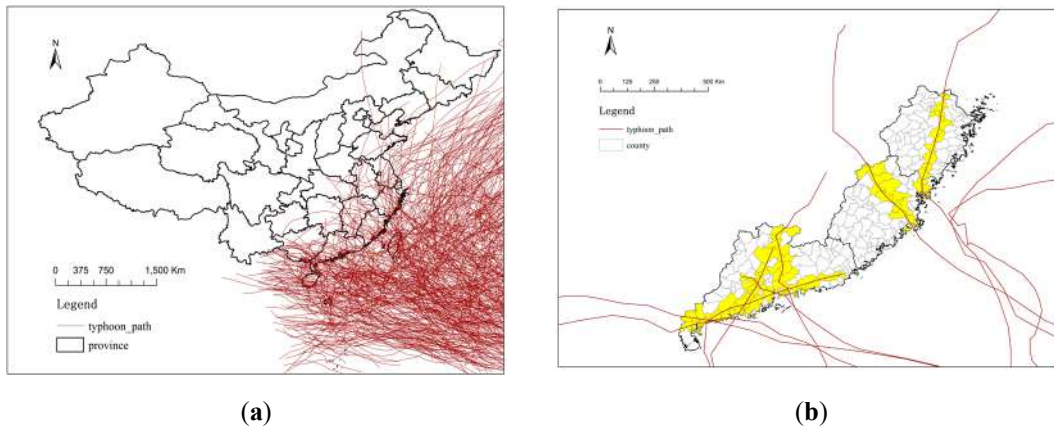 N
0 375 750 1,500 Km
Legend
typhoon_path
province
(a)
N
0 125 250 500 Km
Legend
typhoon_path
county
(b)